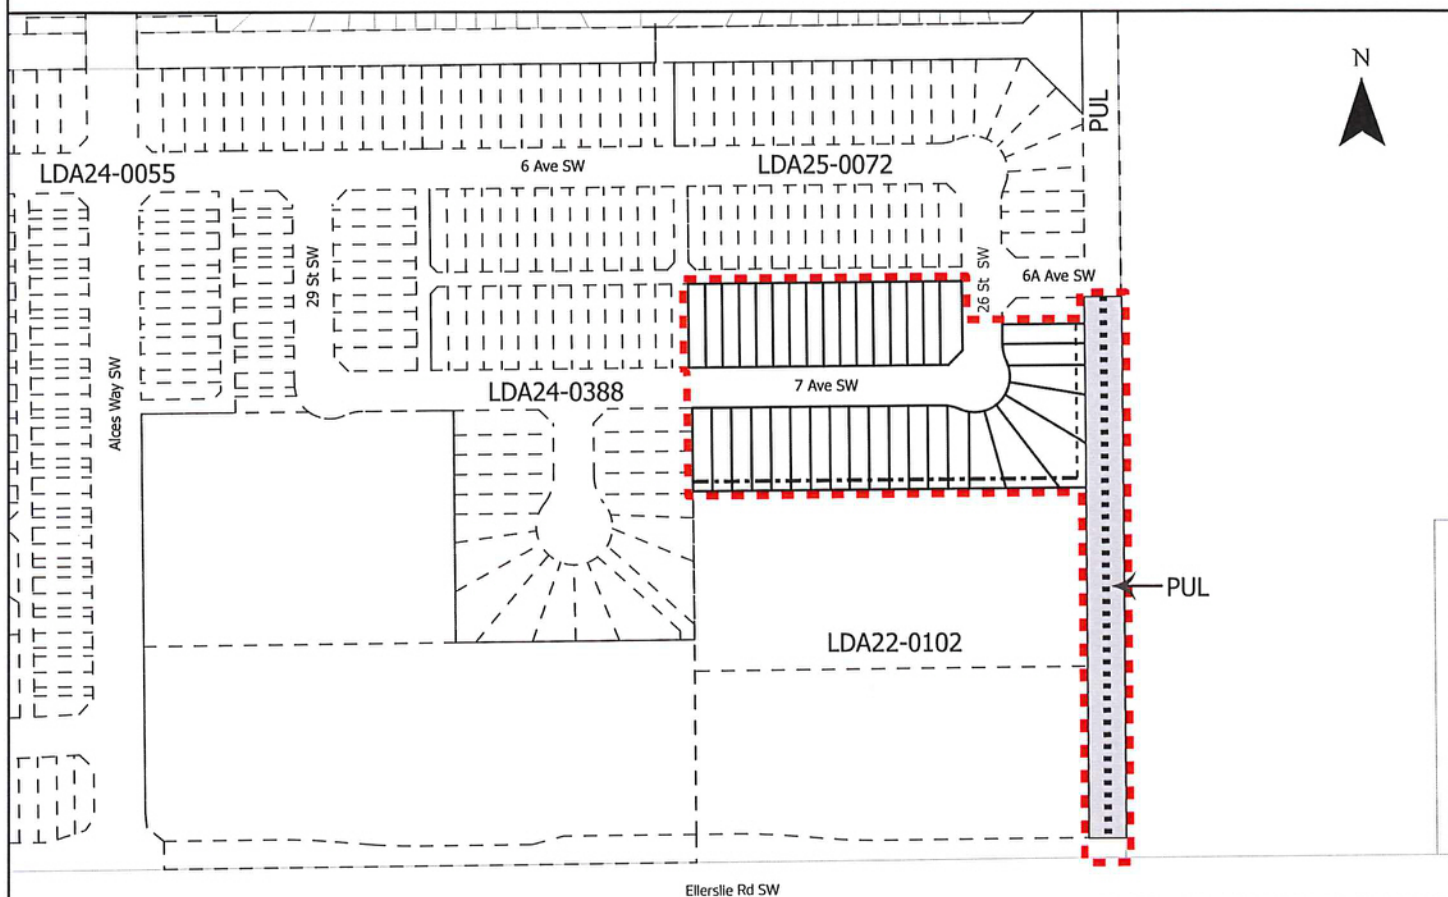 N
PUL
6 Ave SW
LDA25-0072
LDA24-0055
29 St SW
26 St SW
6A Ave SW
Alces Way SW
7 Ave SW
LDA24-0388
PUL
LDA22-0102
Ellerslie Rd SW